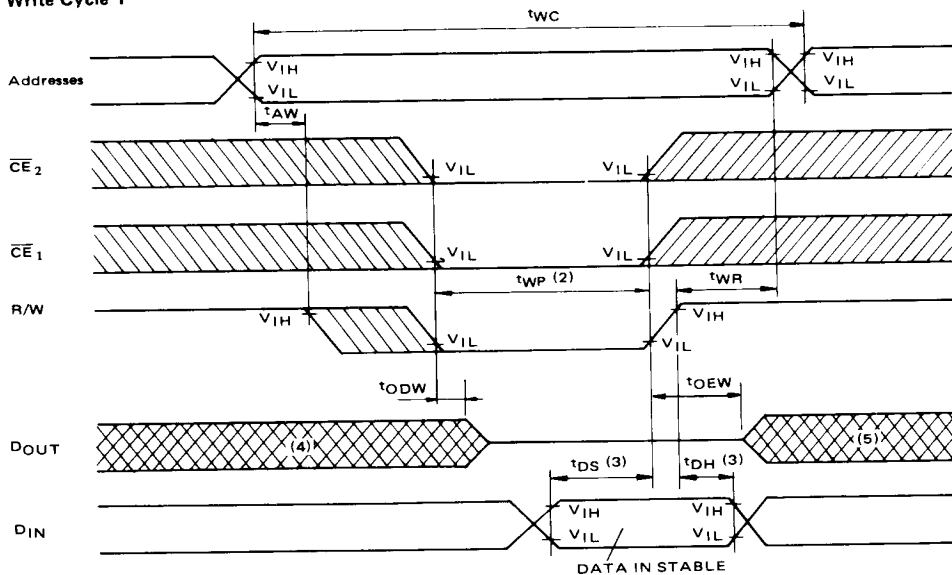 Write Cycle 1
tWC
Addresses
VIH
VIH
VIL
VIL
tAW
CE2
VIL
VIL
CE1
VIL
VIL
tWP (2)
tWR
R/W
VIH
VIH
VIL
VIL
tODW
tOEW
DOUT
(4)
(5)
tDS (3)
tDH (3)
DIN
VIH
VIH
VIL
VIL
DATA IN STABLE